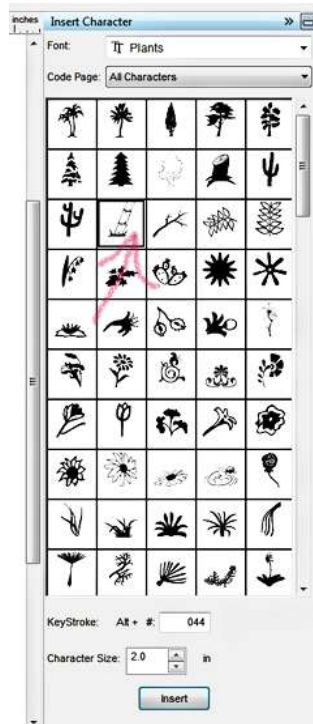 inches
Insert Character
Font: Plants
Code Page: All Characters
KeyStroke: Alt + #: 044
Character Size: 2.0 in
Insert